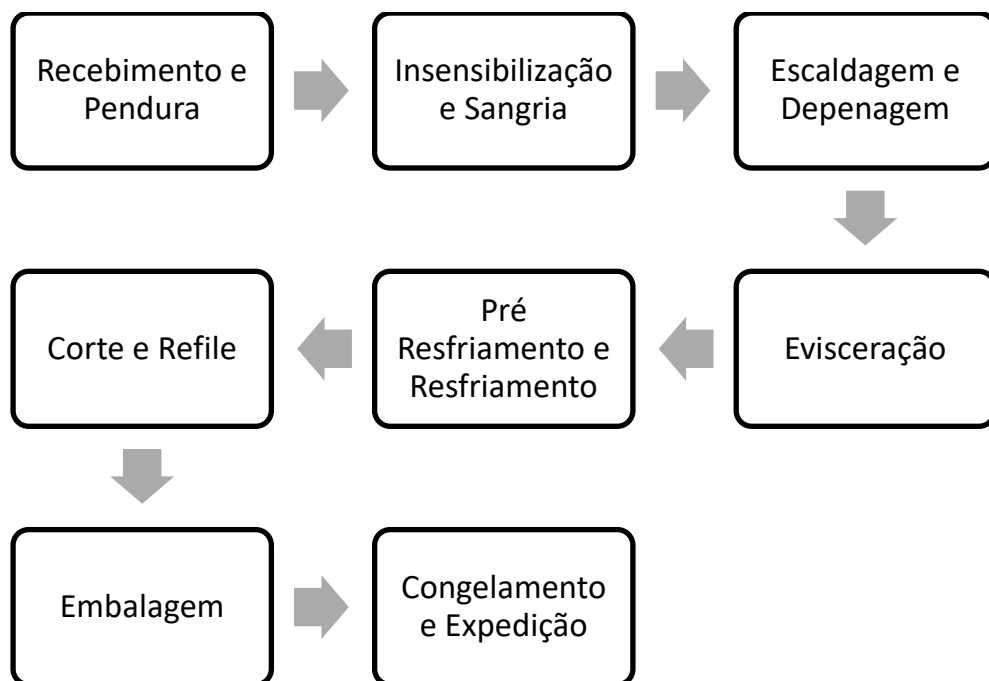 Recebimento e
Pendura
Insensibilização
e Sangria
Escaldagem e
Depenagem
Evisceração
Pré
Resfriamento e
Resfriamento
Corte e Refile
Embalagem
Congelamento
e Expedição